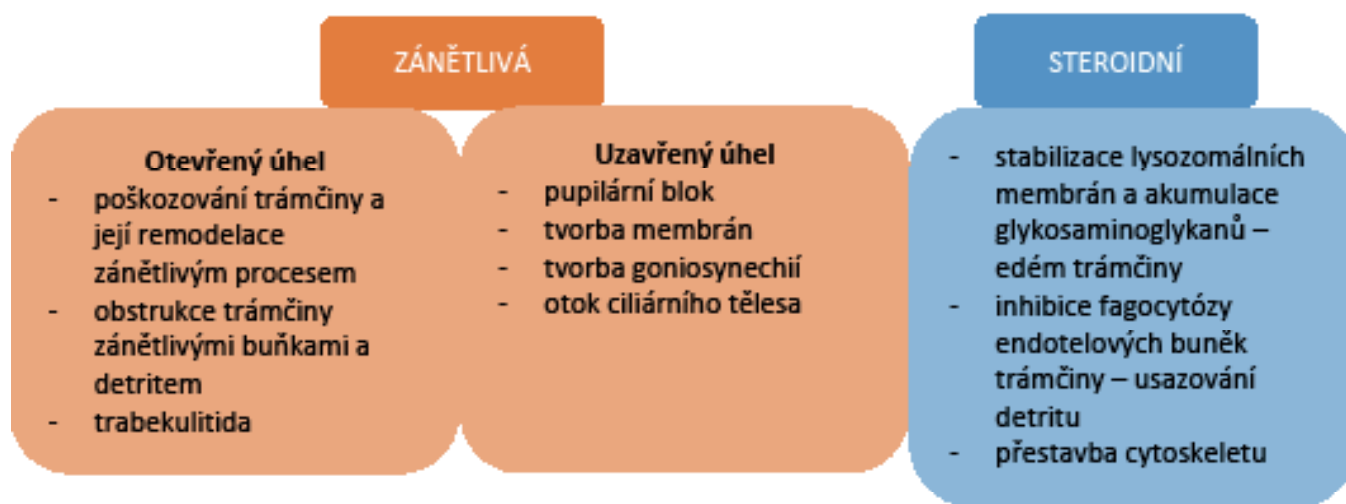 ZÁNĚTLIVÁ
Otevřený úhel
- poškozování trámčiny a
její remodelace
zánětlivým procesem
- obstrukce trámčiny
zánětlivými buňkami a
detritem
- trabekulitida
Uzavřený úhel
- pupilární blok
- tvorba membrán
- tvorba goniosynechií
- otok ciliárního tělesa
STEROIDNÍ
- stabilizace lysozomálních
membrán a akumulace
glykosaminoglykanů –
edém trámčiny
- inhibice fagocytózy
endotelových buněk
trámčiny – usazování
detritu
- přestavba cytoskeletu